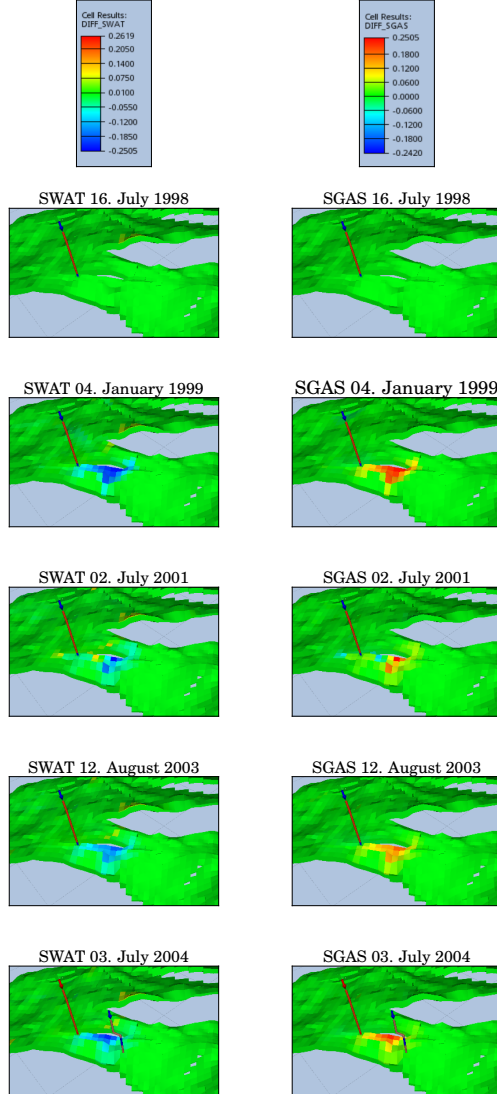 Cell Results:
DIFF_SWAT
0.2619
0.2050
0.1400
0.0750
0.0100
-0.0550
-0.1200
-0.1850
-0.2505
Cell Results:
DIFF_SGAS
0.2505
0.1800
0.1200
0.0600
0.0000
-0.0600
-0.1200
-0.1800
-0.2420
SWAT 16. July 1998
SGAS 16. July 1998
SWAT 04. January 1999
SGAS 04. January 1999
SWAT 02. July 2001
SGAS 02. July 2001
SWAT 12. August 2003
SGAS 12. August 2003
SWAT 03. July 2004
SGAS 03. July 2004